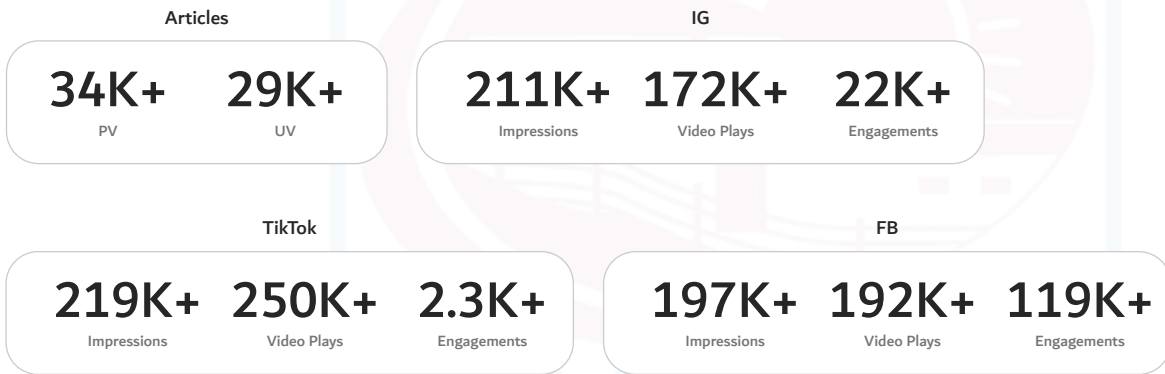 Articles
34K+ 29K+
PV UV
IG
211K+ 172K+ 22K+
Impressions Video Plays Engagements
TikTok
219K+ 250K+ 2.3K+
Impressions Video Plays Engagements
FB
197K+ 192K+ 119K+
Impressions Video Plays Engagements